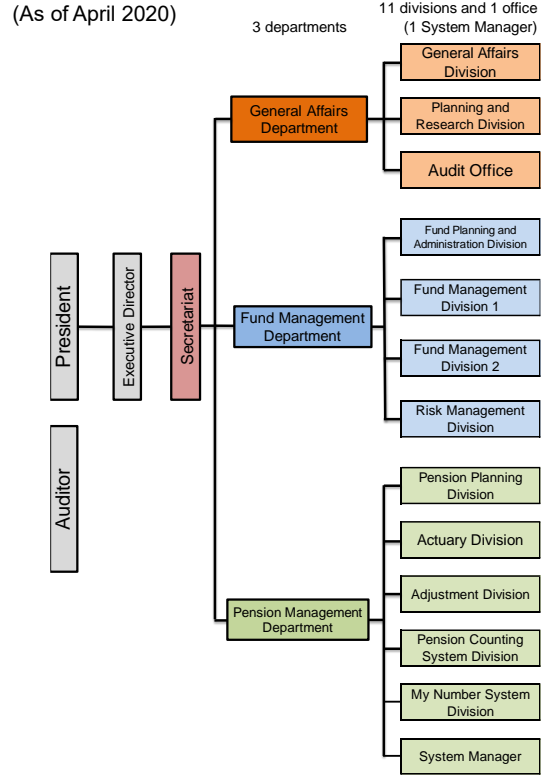 (As of April 2020)
3 departments
11 divisions and 1 office
(1 System Manager)
President
Executive Director
Secretariat
Auditor
General Affairs
Department
General Affairs
Division
Planning and
Research Division
Audit Office
Fund Management
Department
Fund Planning and
Administration Division
Fund Management
Division 1
Fund Management
Division 2
Risk Management
Division
Pension Management
Department
Pension Planning
Division
Actuary Division
Adjustment Division
Pension Counting
System Division
My Number System
Division
System Manager